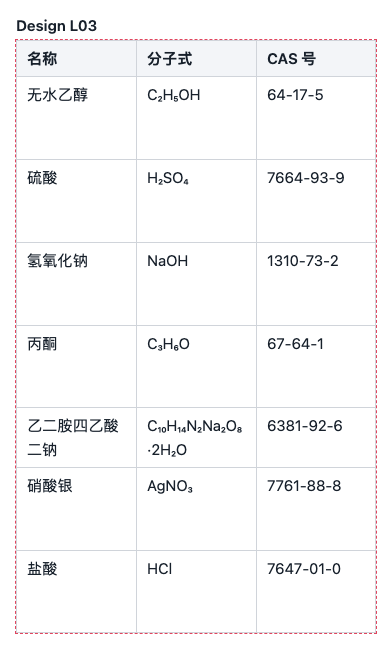 Design L03
名称 分子式 CAS 号
无水乙醇 C₂H₅OH 64-17-5
硫酸 H₂SO₄ 7664-93-9
氢氧化钠 NaOH 1310-73-2
丙酮 C₃H₆O 67-64-1
乙二胺四乙酸 C₁₀H₁₄N₂Na₂O₈ 6381-92-6
二钠 ·2H₂O
硝酸银 AgNO₃ 7761-88-8
盐酸 HCl 7647-01-0